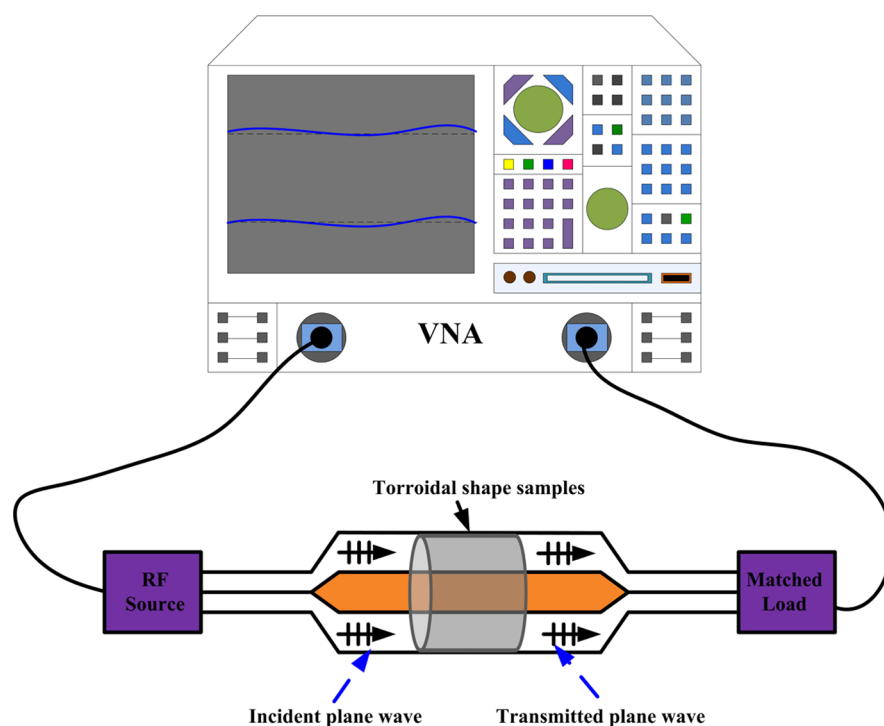 VNA
Torroidal shape samples
RF
Source
Matched
Load
Incident plane wave
Transmitted plane wave